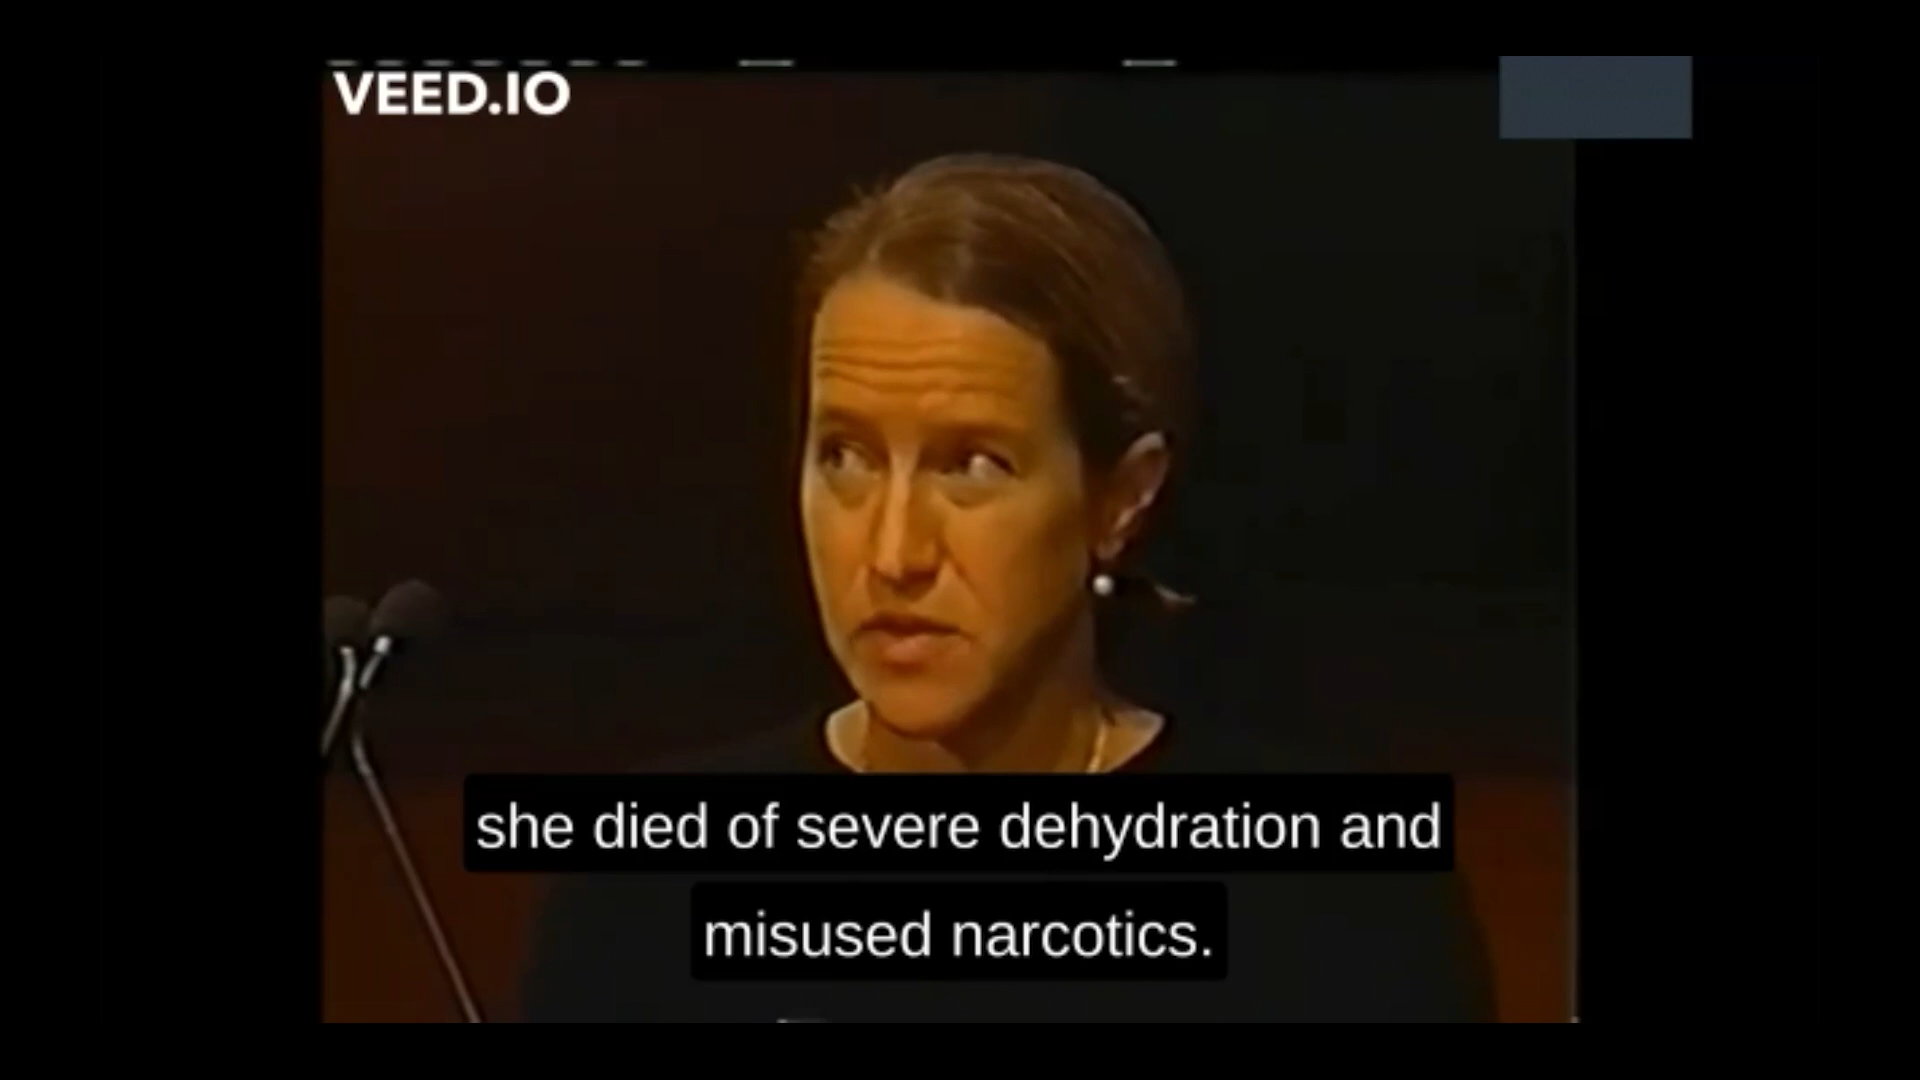 VEED.IO
she died of severe dehydration and
misused narcotics.